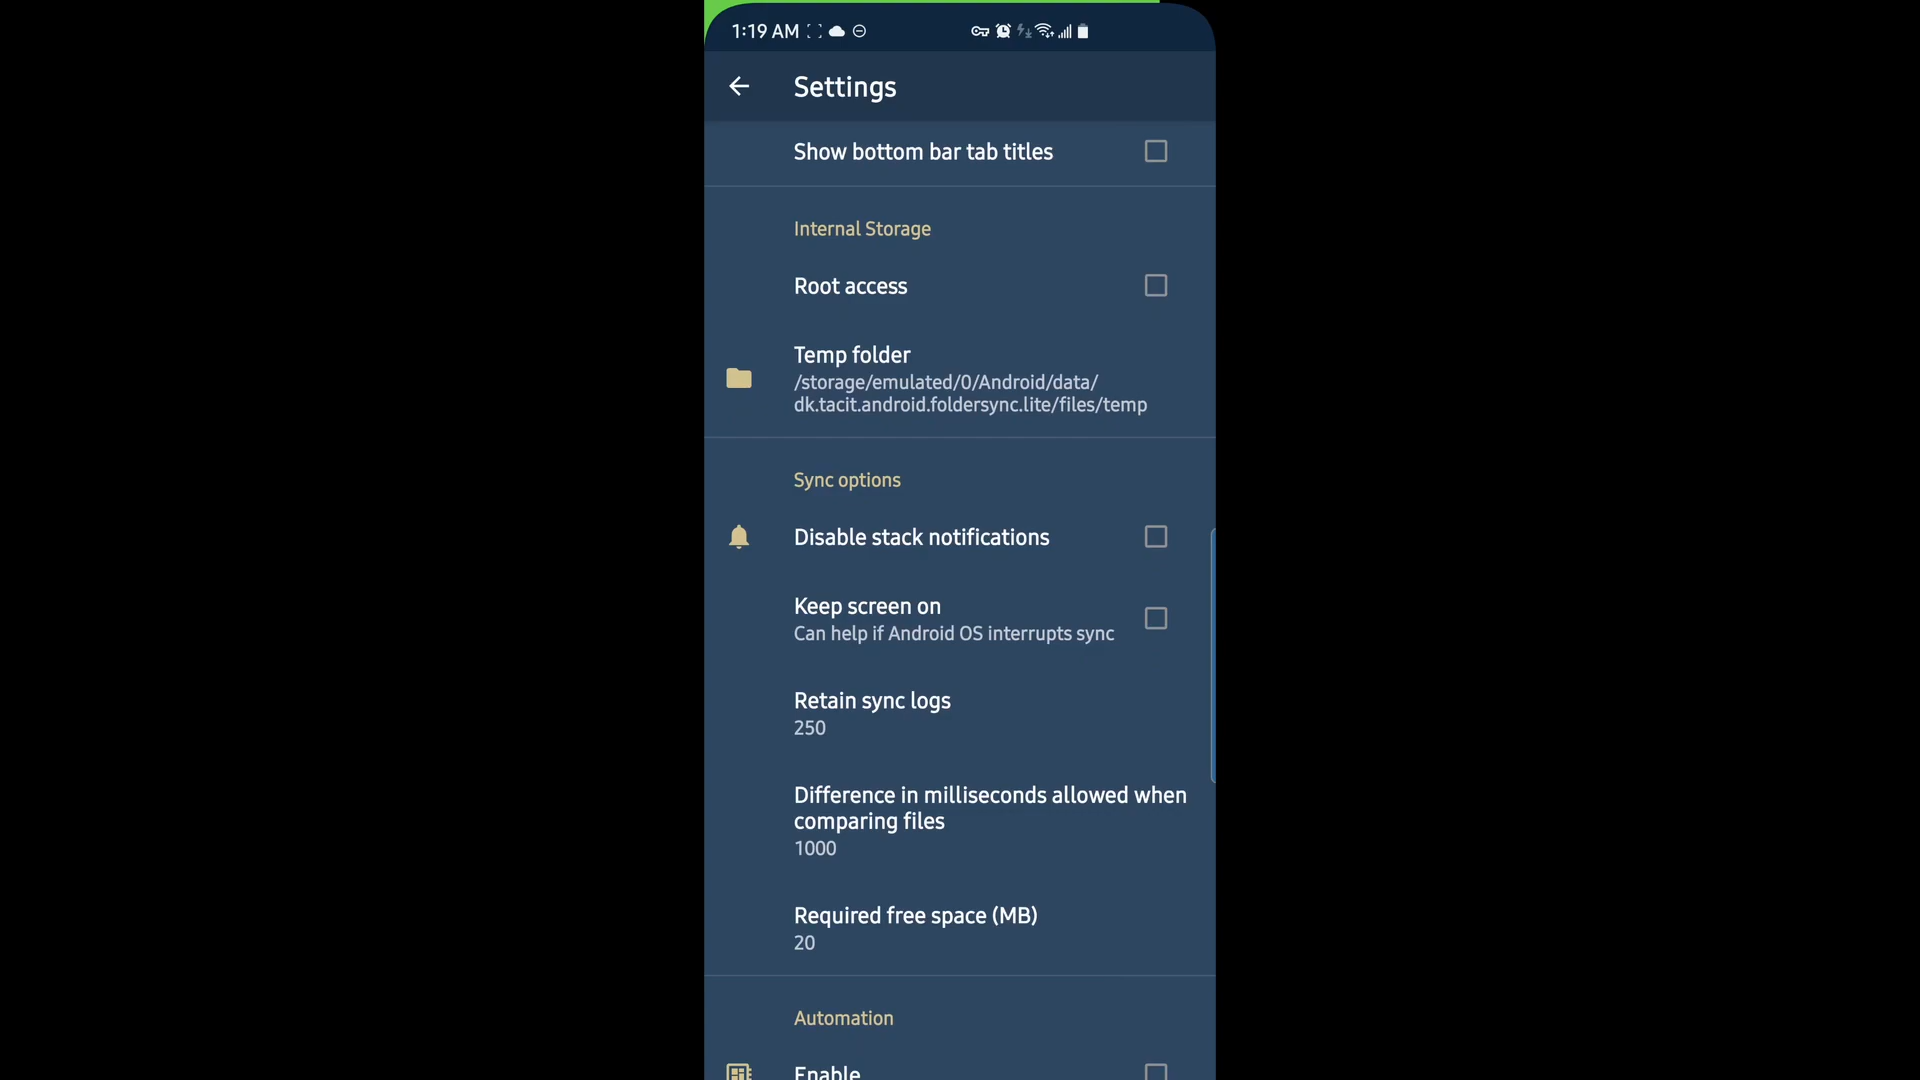 1:19 AM
Settings
Show bottom bar tab titles
Internal Storage
Root access
Temp folder
/storage/emulated/0/Android/data/
dk.tacit.android.foldersync.lite/files/temp
Sync options
Disable stack notifications
Keep screen on
Can help if Android OS interrupts sync
Retain sync logs
250
Difference in milliseconds allowed when
comparing files
1000
Required free space (MB)
20
Automation
Enable